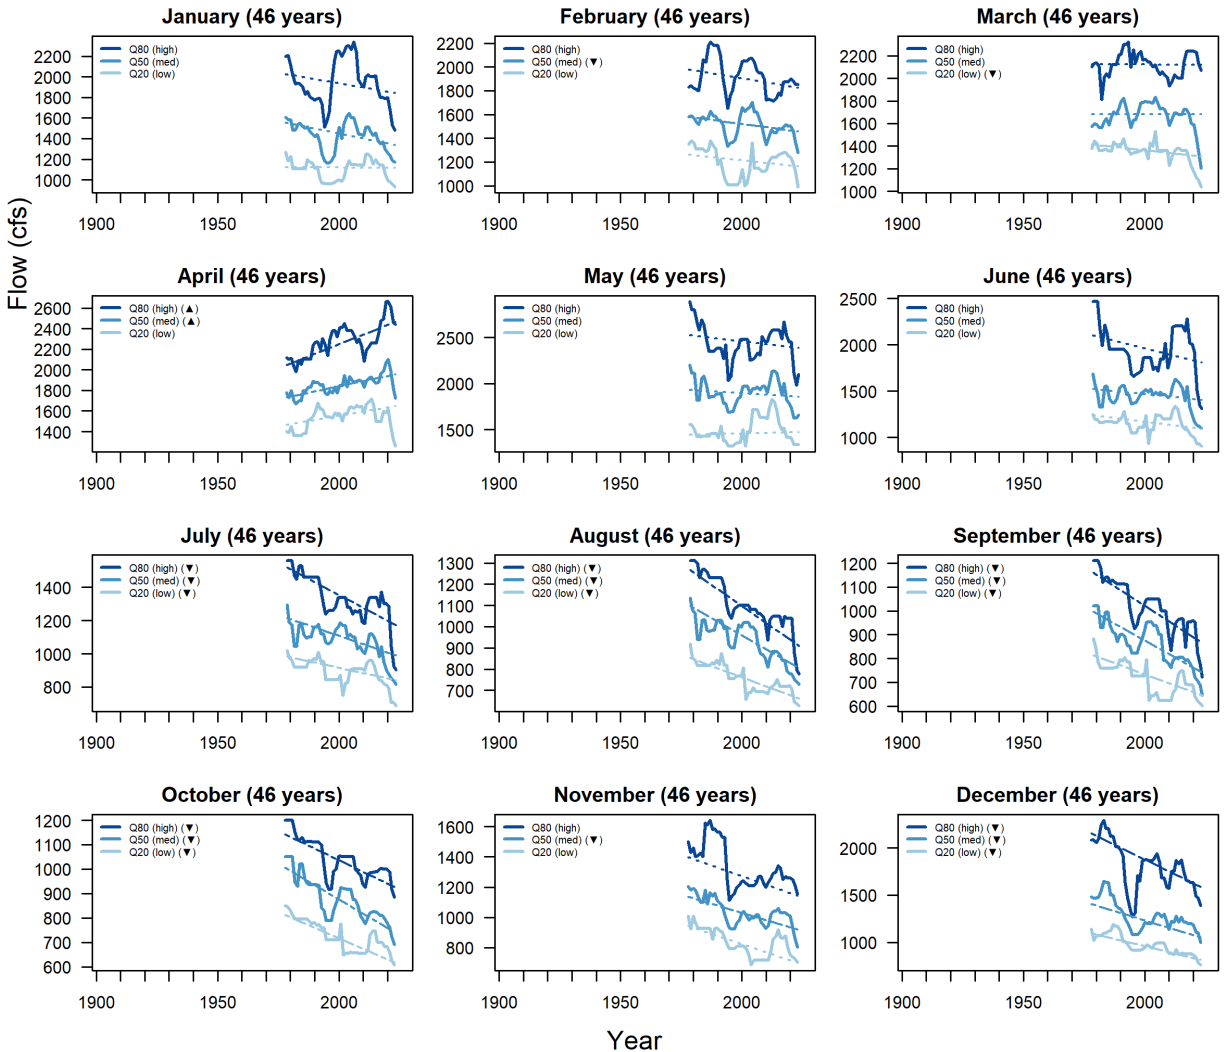 January (46 years)
Q80 (high)
Q50 (med)
Q20 (low)
2200
2000
1800
1600
1400
1200
1000
1900 1950 2000
February (46 years)
Q80 (high)
Q50 (med) (▼)
Q20 (low)
2200
2000
1800
1600
1400
1200
1000
1900 1950 2000
March (46 years)
Q80 (high)
Q50 (med)
Q20 (low) (▼)
2200
2000
1800
1600
1400
1200
1000
1900 1950 2000
Flow (cfs)
April (46 years)
Q80 (high) (▲)
Q50 (med) (▲)
Q20 (low)
2600
2400
2200
2000
1800
1600
1400
1900 1950 2000
May (46 years)
Q80 (high)
Q50 (med)
Q20 (low)
2500
2000
1500
1900 1950 2000
June (46 years)
Q80 (high)
Q50 (med)
Q20 (low)
2500
2000
1500
1000
1900 1950 2000
July (46 years)
Q80 (high) (▼)
Q50 (med) (▼)
Q20 (low) (▼)
1400
1200
1000
800
1900 1950 2000
August (46 years)
Q80 (high) (▼)
Q50 (med) (▼)
Q20 (low) (▼)
1300
1200
1100
1000
900
800
700
1900 1950 2000
September (46 years)
Q80 (high) (▼)
Q50 (med) (▼)
Q20 (low) (▼)
1200
1100
1000
900
800
700
600
1900 1950 2000
October (46 years)
Q80 (high) (▼)
Q50 (med) (▼)
Q20 (low) (▼)
1200
1100
1000
900
800
700
600
1900 1950 2000
November (46 years)
Q80 (high)
Q50 (med) (▼)
Q20 (low)
1600
1400
1200
1000
800
1900 1950 2000
December (46 years)
Q80 (high) (▼)
Q50 (med) (▼)
Q20 (low) (▼)
2000
1500
1000
1900 1950 2000
Year